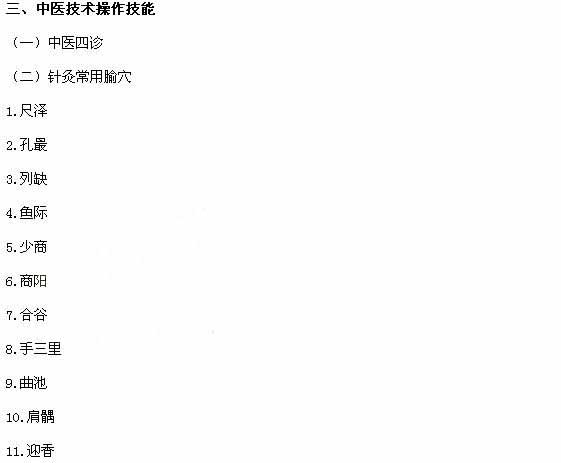 三、中医技术操作技能
（一）中医四诊
（二）针灸常用腧穴
1.尺泽
2.孔最
3.列缺
4.鱼际
5.少商
6.商阳
7.合谷
8.手三里
9.曲池
10.肩髃
11.迎香